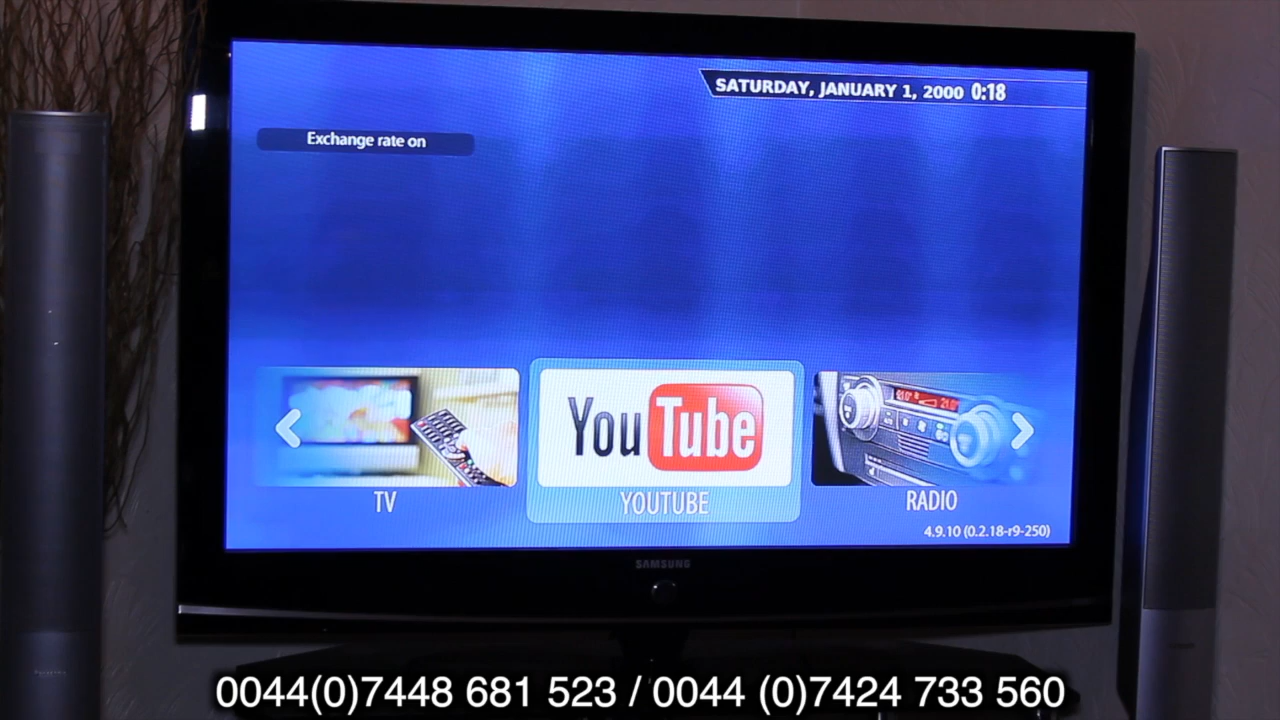 SATURDAY, JANUARY 1, 2000 0:18
Exchange rate on
YouTube
TV
YOUTUBE
RADIO
4.9.10 (0.2.18-r9-250)
SAMSUNG
0044(0)7448 681 523 / 0044 (0)7424 733 560